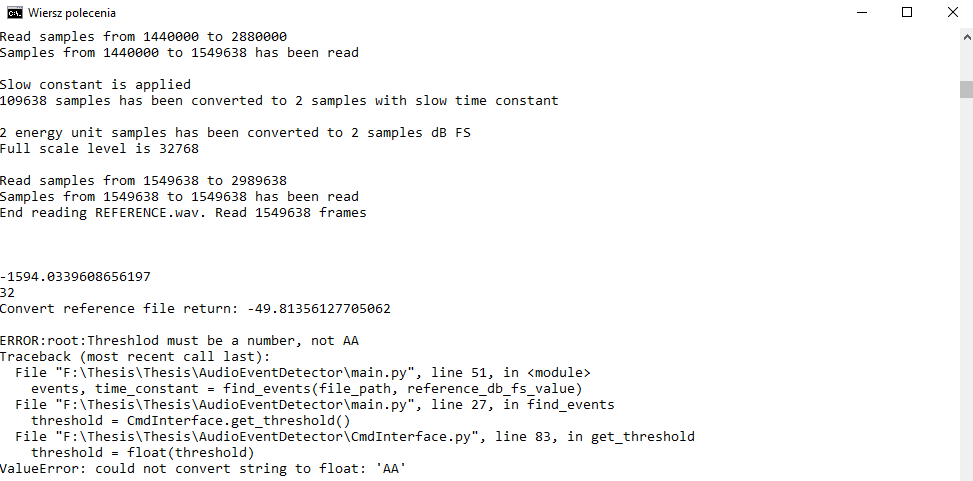 Wiersz polecenia
Read samples from 1440000 to 2880000
Samples from 1440000 to 1549638 has been read
Slow constant is applied
109638 samples has been converted to 2 samples with slow time constant
2 energy unit samples has been converted to 2 samples dB FS
Full scale level is 32768
Read samples from 1549638 to 2989638
Samples from 1549638 to 1549638 has been read
End reading REFERENCE.wav. Read 1549638 frames
-1594.0339608656197
32
Convert reference file return: -49.81356127705062
ERROR:root:Threshlod must be a number, not AA
Traceback (most recent call last):
  File "F:\Thesis\Thesis\AudioEventDetector\main.py", line 51, in <module>
    events, time_constant = find_events(file_path, reference_db_fs_value)
  File "F:\Thesis\Thesis\AudioEventDetector\main.py", line 27, in find_events
    threshold = CmdInterface.get_threshold()
  File "F:\Thesis\Thesis\AudioEventDetector\CmdInterface.py", line 83, in get_threshold
    threshold = float(threshold)
ValueError: could not convert string to float: 'AA'